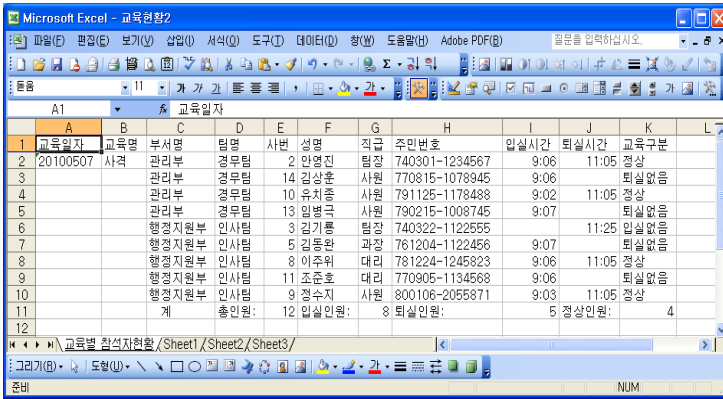 Microsoft Excel - 교육현황2
파일(F) 편집(E) 보기(V) 삽입(I) 서식(O) 도구(T) 데이터(D) 창(W) 도움말(H) Adobe PDF(B) 질문을 입력하십시오.
돋움 11 가 가 가 가
A1 fx 교육일자
A B C D E F G H I J K L
1 교육일자 교육명 부서명 팀명 사번 성명 직급 주민번호 입실시간 퇴실시간 교육구분
2 20100507 사격 관리부 경무팀 2 안영진 팀장 740301-1234567 9:06 11:05 정상
3 관리부 경무팀 14 김상훈 사원 770815-1078945 9:06 퇴실없음
4 관리부 경무팀 10 유치종 사원 791125-1178488 9:02 11:05 정상
5 관리부 경무팀 13 임병극 사원 790215-1008745 9:07 퇴실없음
6 행정지원부 인사팀 3 김기룡 팀장 740322-1122555 11:25 입실없음
7 행정지원부 인사팀 5 김동완 과장 761204-1122456 9:07 퇴실없음
8 행정지원부 인사팀 8 이주위 대리 781224-1245823 9:06 11:05 정상
9 행정지원부 인사팀 11 조준호 대리 770905-1134568 9:06 퇴실없음
10 행정지원부 인사팀 9 정수지 사원 800106-2055871 9:03 11:05 정상
11 계 총인원: 12 입실인원: 8 퇴실인원: 5 정상인원: 4
12
교육별 참석자현황 Sheet1 Sheet2 Sheet3
그리기(R) 도형(U) 가
준비 NUM